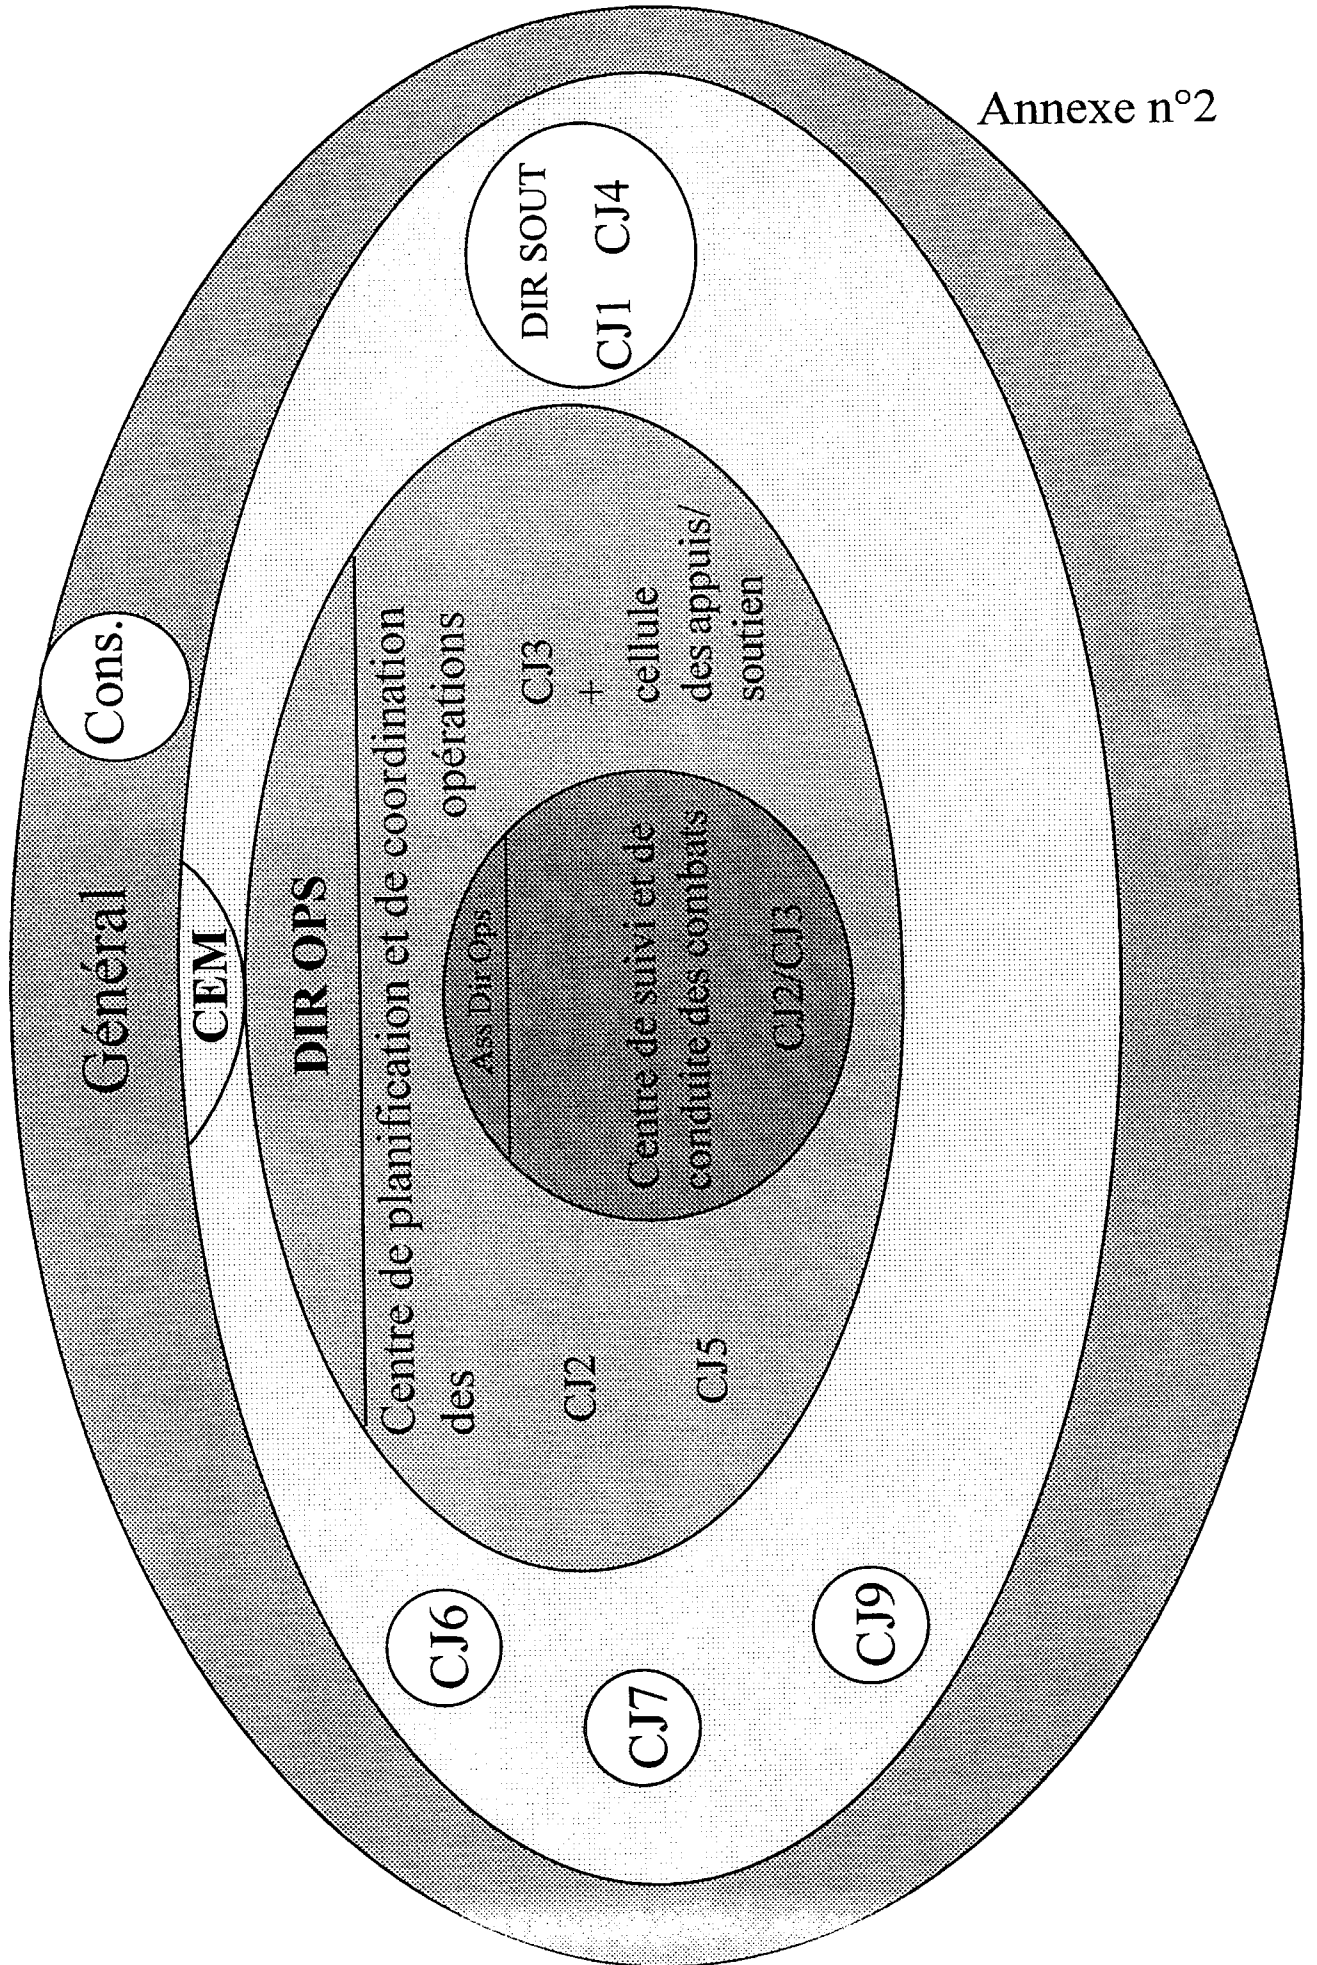 Annexe n°2
Général
Cons.
CEM
DIR OPS
Centre de planification et de coordination
des opérations
Ass Dir Ops
Centre de suivi et de
conduite des combats
CJ2/CJ3
CJ2
CJ5
CJ3
+
cellule
des appuis/
soutien
DIR SOUT
CJ1 CJ4
CJ6
CJ7
CJ9